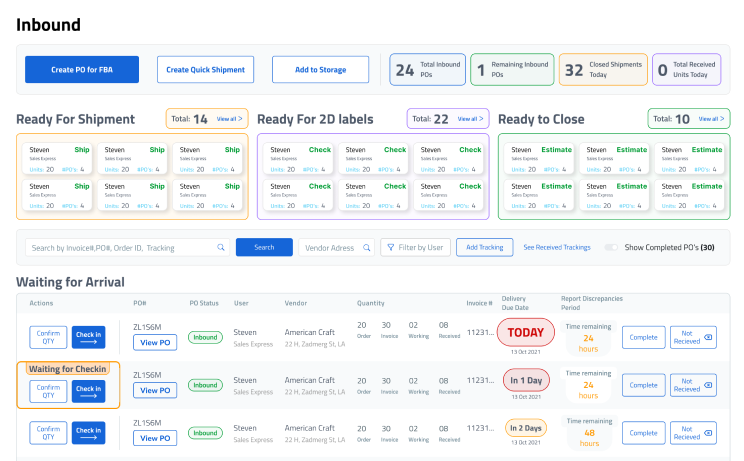 Inbound
Create PO for FBA
Create Quick Shipment
Add to Storage
24 Total Inbound POs
1 Remaining Inbound POs
32 Closed Shipments Today
0 Total Received Units Today
Ready For Shipment
Total: 14 View all >
Ready For 2D labels
Total: 22 View all >
Ready to Close
Total: 10 View all >
Steven Ship Steven Ship Steven Ship
Sales Express Sales Express Sales Express
Units: 20 #PO's: 4 Units: 20 #PO's: 4 Units: 20 #PO's: 4
Steven Ship Steven Ship Steven Ship
Sales Express Sales Express Sales Express
Units: 20 #PO's: 4 Units: 20 #PO's: 4 Units: 20 #PO's: 4
Steven Check Steven Check Steven Check
Sales Express Sales Express Sales Express
Units: 20 #PO's: 4 Units: 20 #PO's: 4 Units: 20 #PO's: 4
Steven Check Steven Check Steven Check
Sales Express Sales Express Sales Express
Units: 20 #PO's: 4 Units: 20 #PO's: 4 Units: 20 #PO's: 4
Steven Estimate Steven Estimate Steven Estimate
Sales Express Sales Express Sales Express
Units: 20 #PO's: 4 Units: 20 #PO's: 4 Units: 20 #PO's: 4
Steven Estimate Steven Estimate Steven Estimate
Sales Express Sales Express Sales Express
Units: 20 #PO's: 4 Units: 20 #PO's: 4 Units: 20 #PO's: 4
Search by Invoice#,PO#, Order ID, Tracking
Search
Vendor Adress
Filter by User
Add Tracking
See Received Trackings
Show Completed PO's (30)
Waiting for Arrival
Actions PO# PO Status User Vendor Quantity Invoice # Delivery Due Date Report Discrepancies Period
Confirm QTY
Check in
ZL1S6M
View PO
Inbound
Steven
Sales Express
American Craft
22 H, Zadmerg St, LA
20 30 02 08
Order Invoice Working Received
11231...
TODAY
13 Oct 2021
Time remaining
24
hours
Complete
Not Recieved
Waiting for Checkin
Confirm QTY
Check in
ZL1S6M
View PO
Inbound
Steven
Sales Express
American Craft
22 H, Zadmerg St, LA
20 30 02 08
Order Invoice Working Received
11231...
In 1 Day
13 Oct 2021
Time remaining
24
hours
Complete
Not Recieved
Confirm QTY
Check in
ZL1S6M
View PO
Inbound
Steven
Sales Express
American Craft
22 H, Zadmerg St, LA
20 30 02 08
Order Invoice Working Received
11231...
In 2 Days
13 Oct 2021
Time remaining
48
hours
Complete
Not Recieved